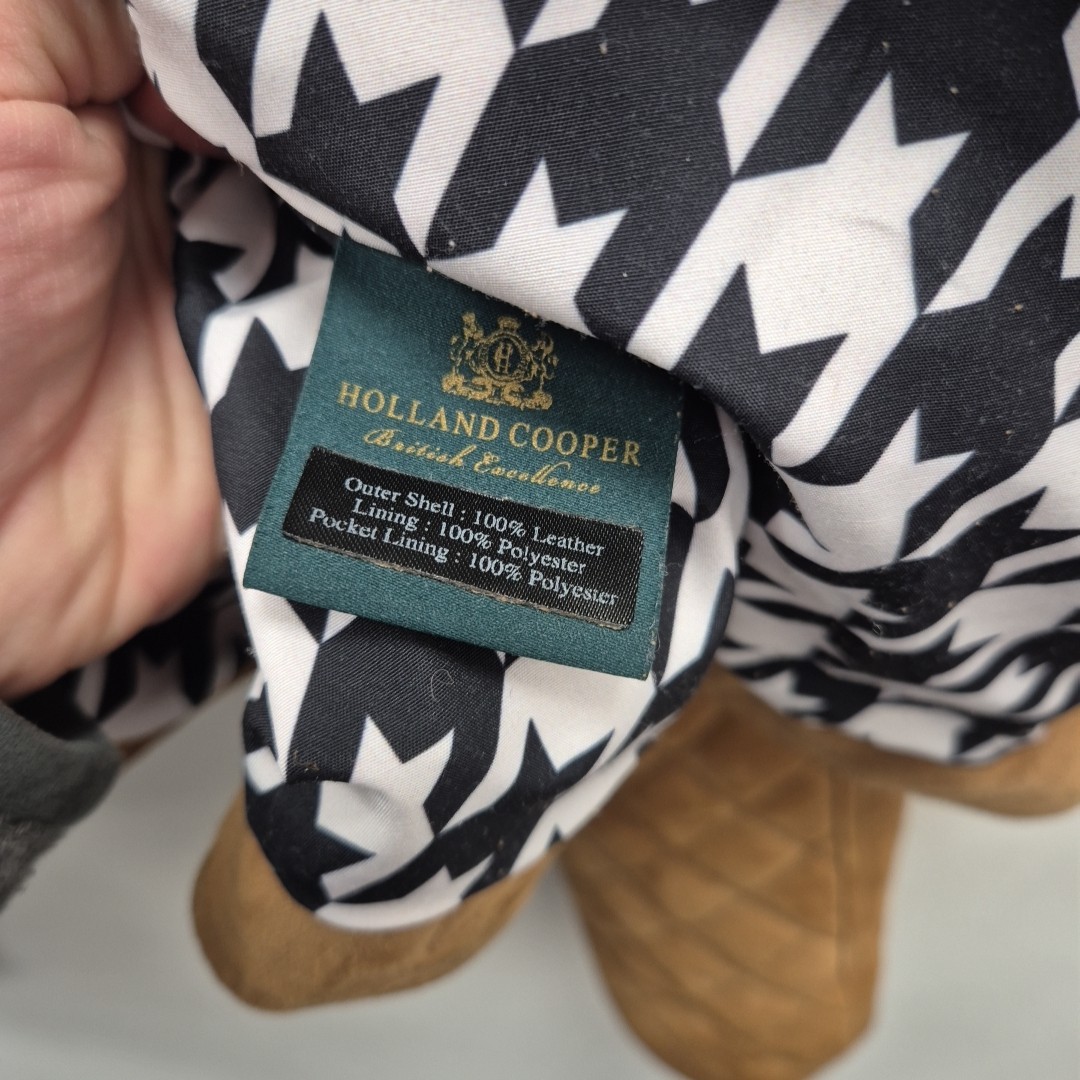 HOLLAND COOPER
British Excellence
Outer Shell : 100% Leather
Lining : 100% Polyester
Pocket Lining : 100% Polyester